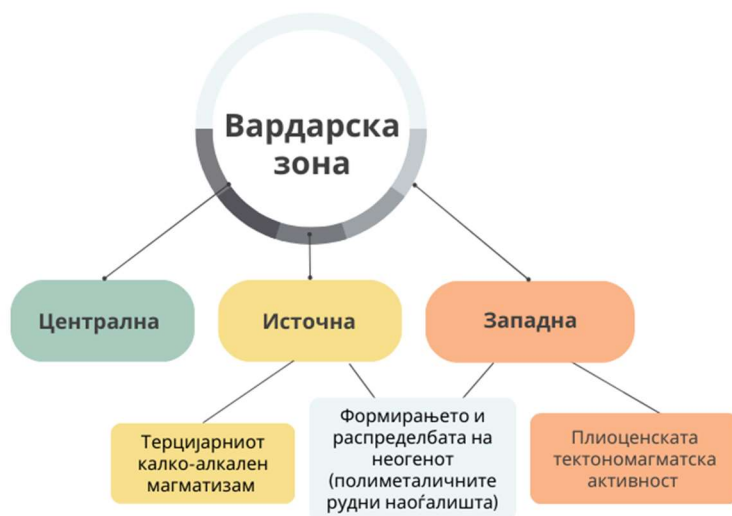 Вардарска
зона
Централна
Источна
Западна
Терцијарниот
калко-алкален
магматизам
Формирањето и
распределбата на
неогенот
(полиметаличните
рудни наоѓалишта)
Плиоценската
тектономагматска
активност